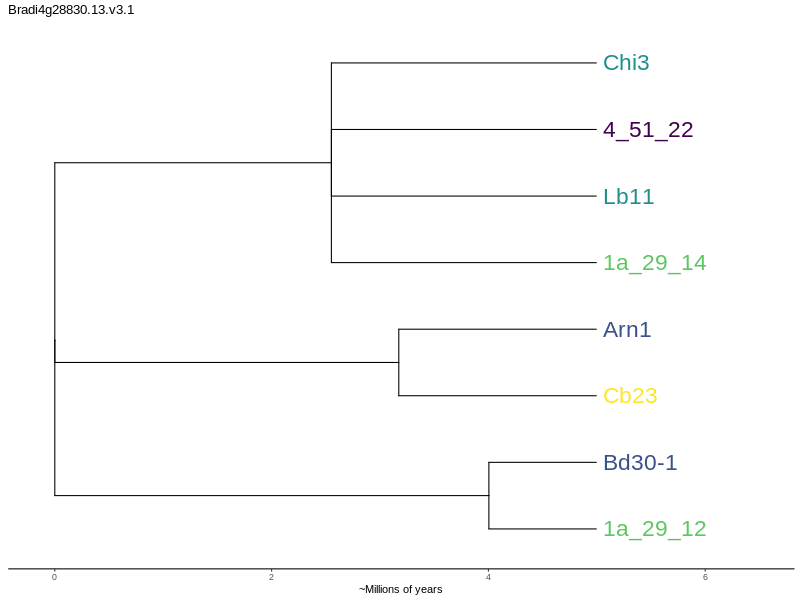 Bradi4g28830.13.v3.1
Chi3
4_51_22
Lb11
1a_29_14
Arn1
Cb23
Bd30-1
1a_29_12
0 2 4 6
~Millions of years